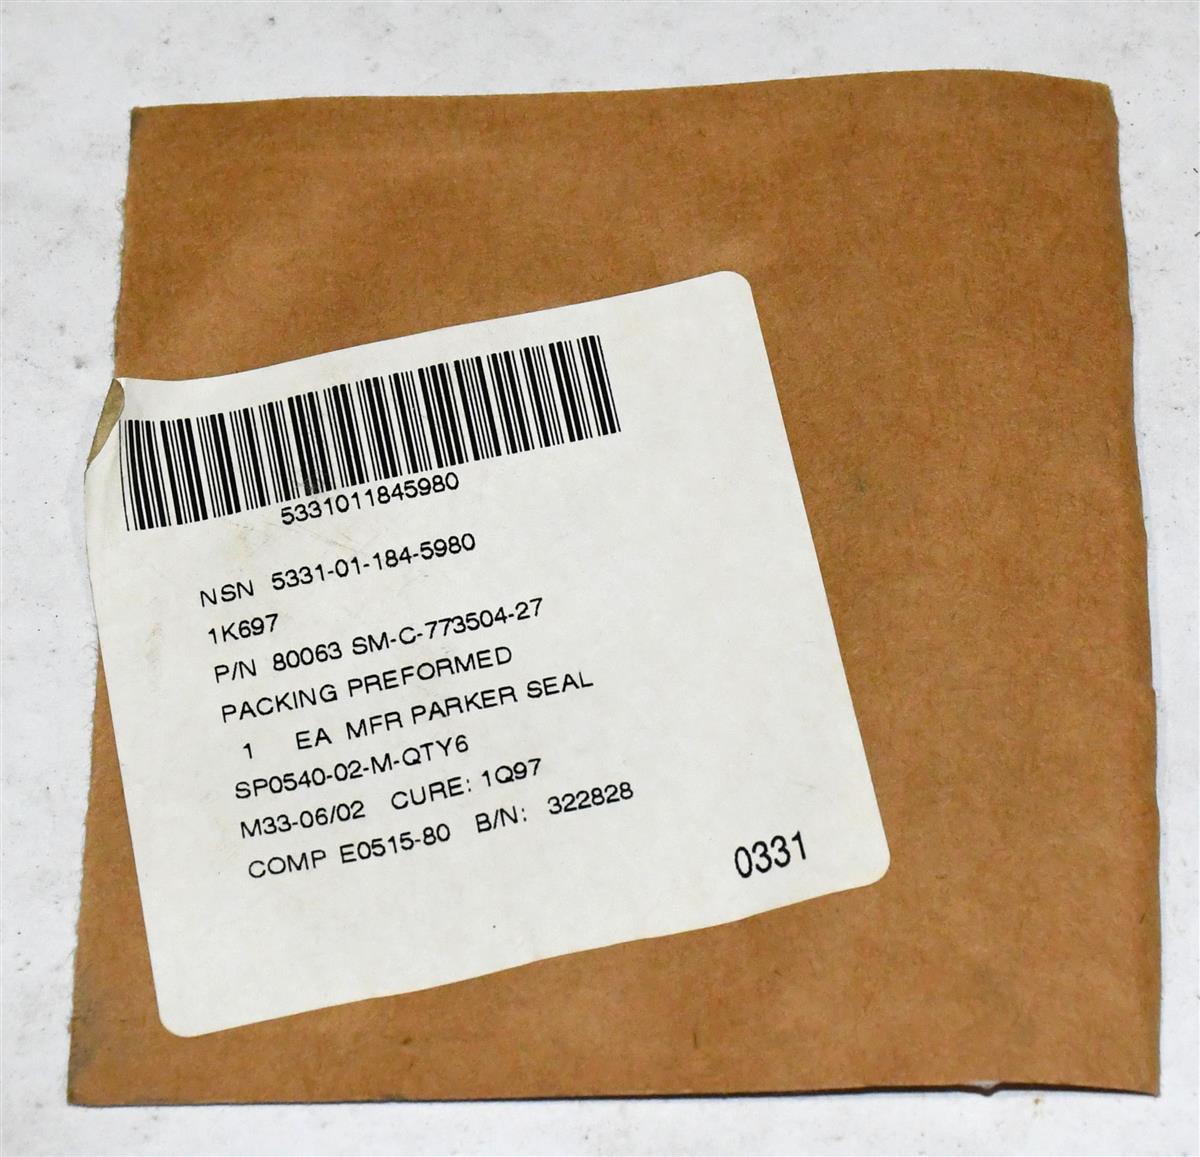 5331011845980
NSN 5331-01-184-5980
1K697
P/N 80063 SM-C-773504-27
PACKING PREFORMED
1 EA MFR PARKER SEAL
SP0540-02-M-QTY6
M33-06/02 CURE: 1Q97
COMP E0515-80 B/N: 322828
0331